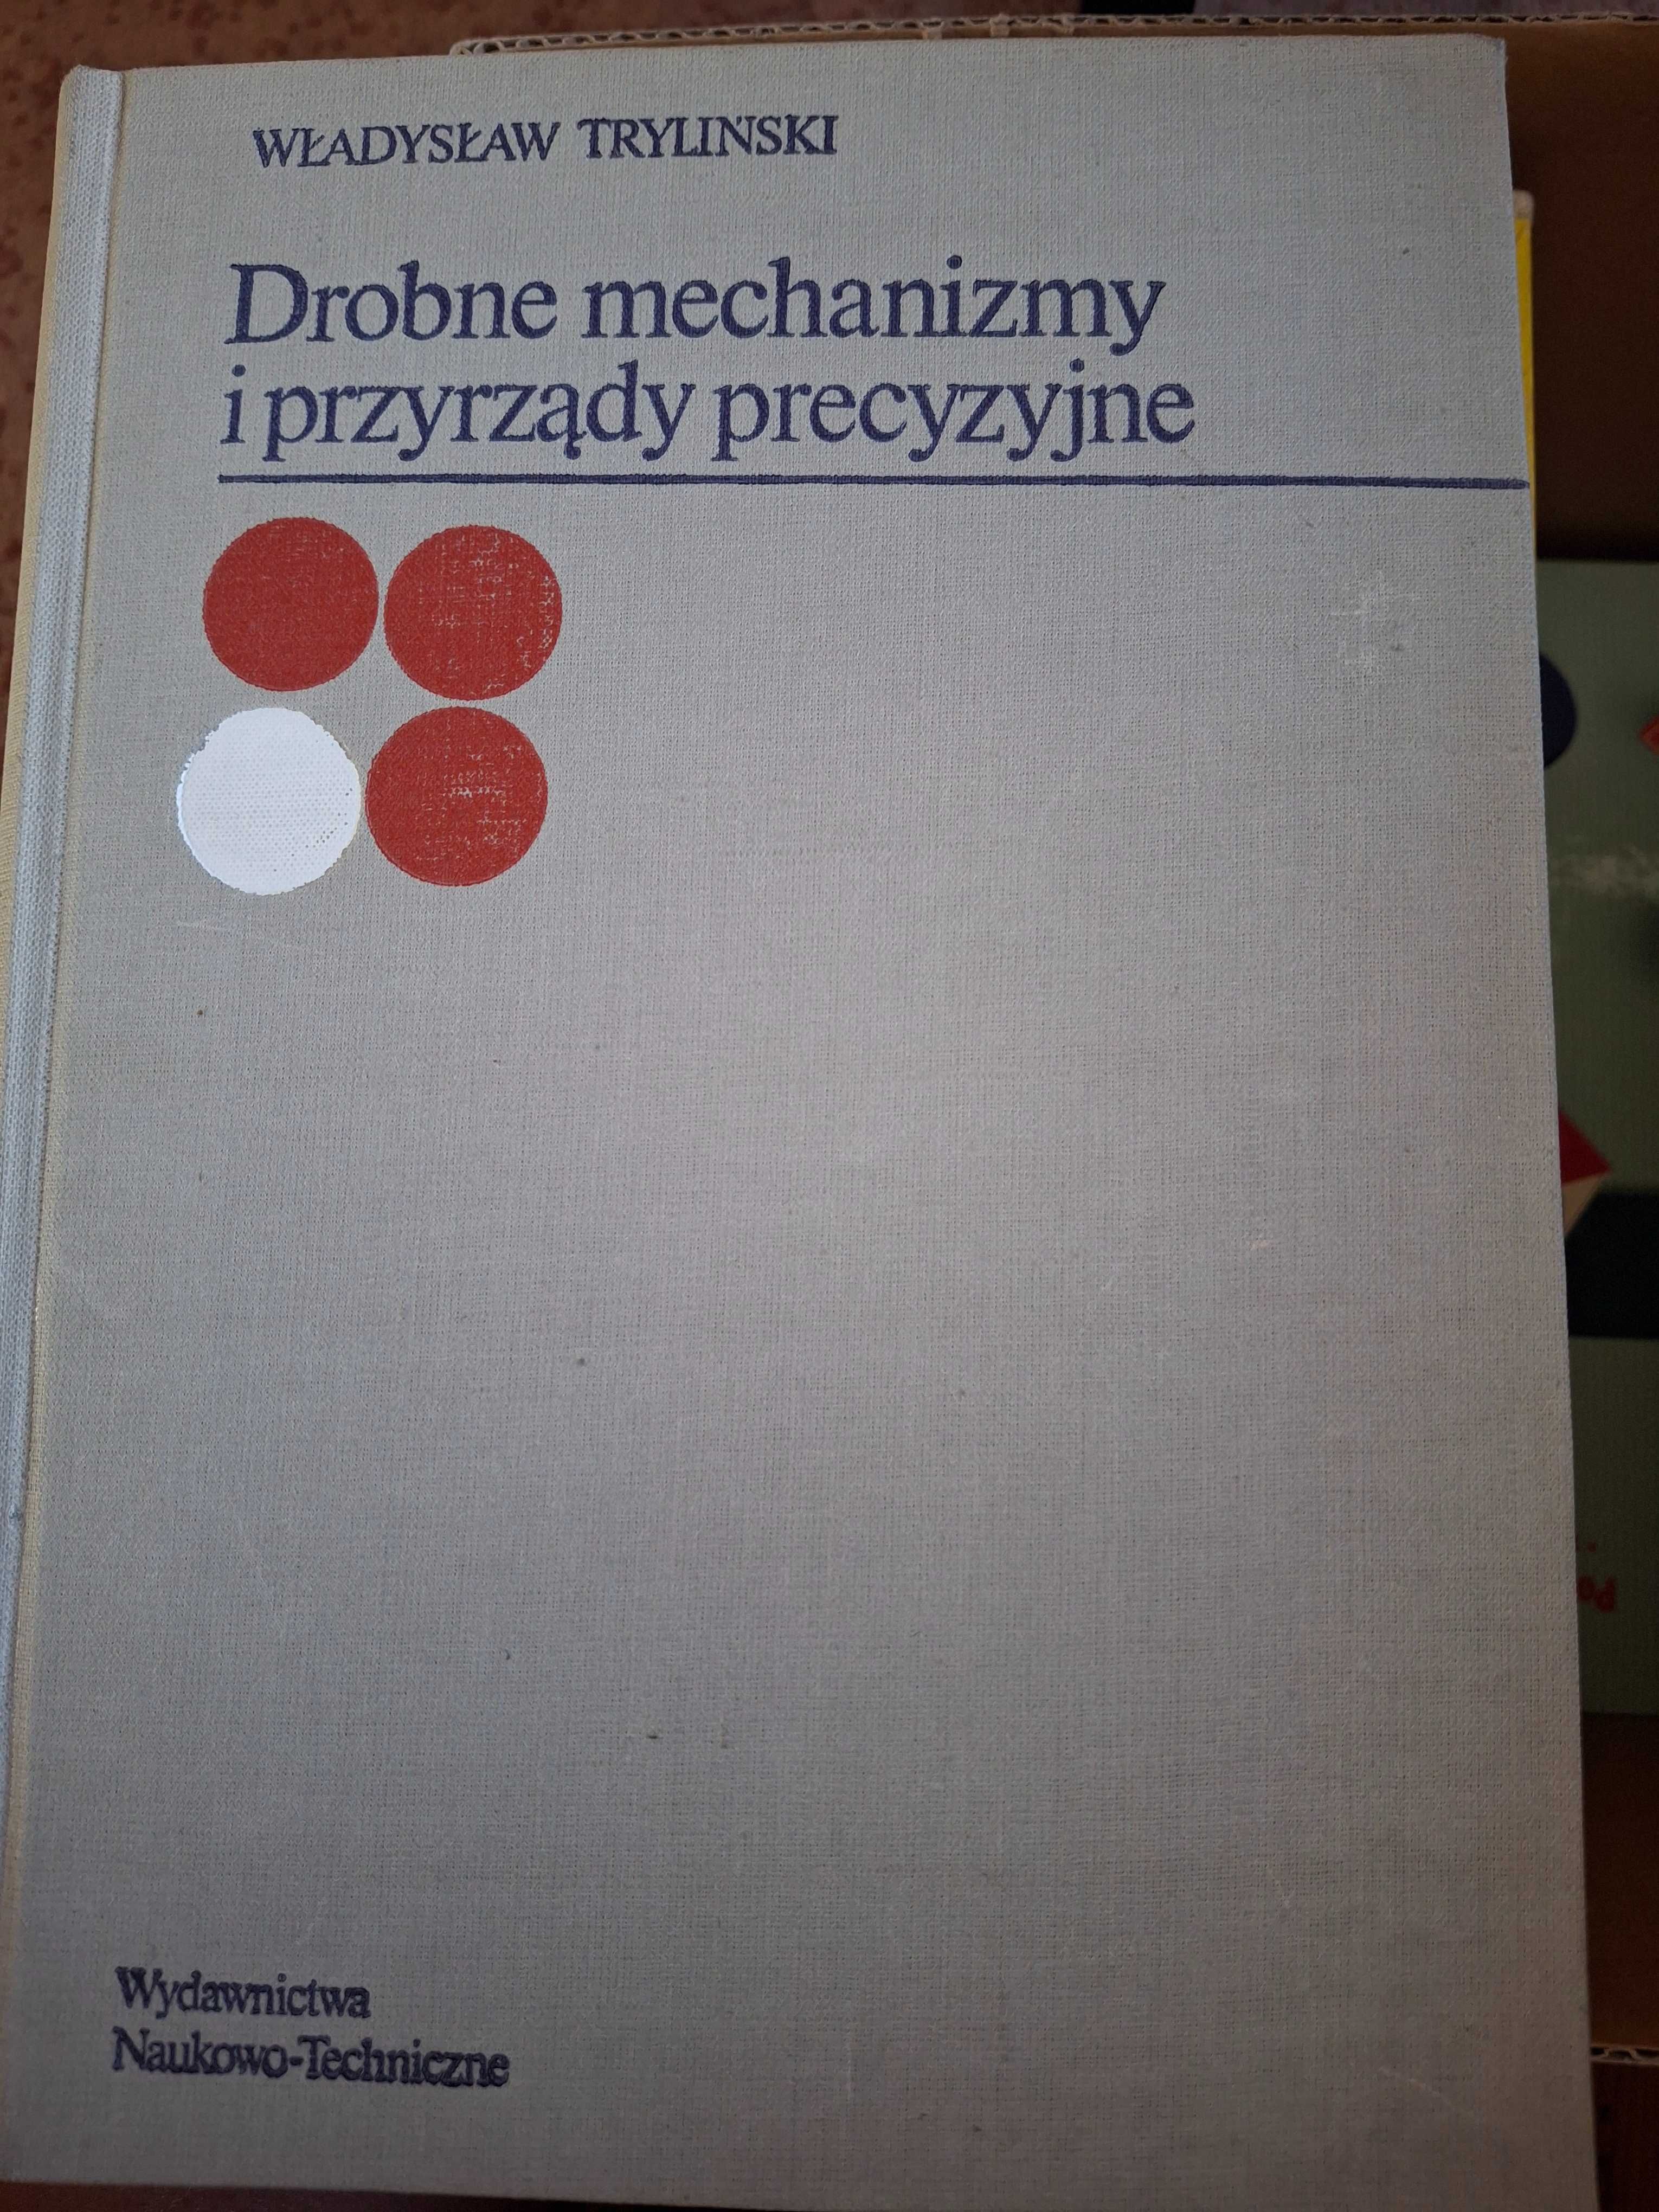 WŁADYSŁAW TRYLIŃSKI
Drobne mechanizmy
i przyrządy precyzyjne
Wydawnictwa
Naukowo-Techniczne